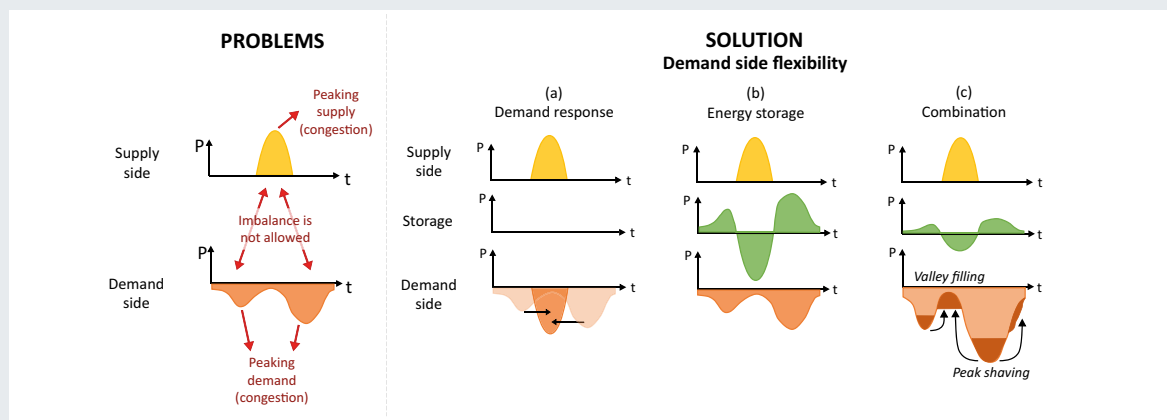 PROBLEMS
Peaking
supply
(congestion)
P
Supply
side
t
Imbalance is
not allowed
P
Demand
side
t
Peaking
demand
(congestion)
SOLUTION
Demand side flexibility
(a)
Demand response
(b)
Energy storage
(c)
Combination
Supply
side
P
t
P
t
P
t
Storage
P
t
P
t
P
t
Demand
side
P
t
P
t
P
t
Valley filling
Peak shaving